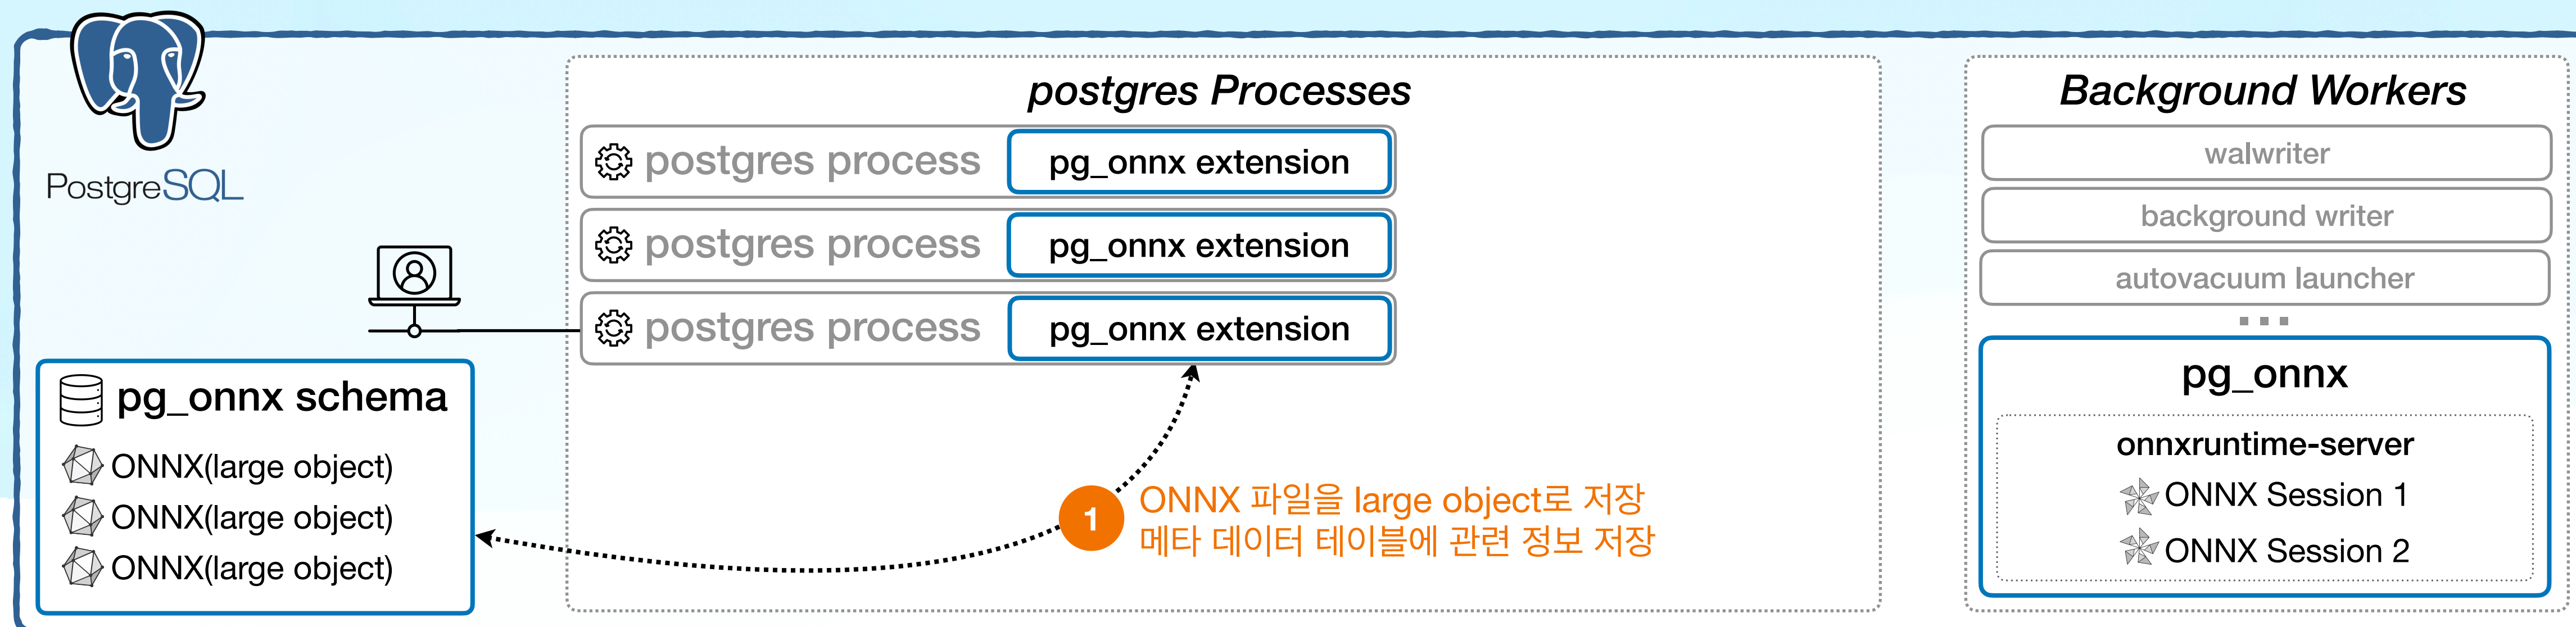 PostgreSQL
postgres Processes
postgres process
pg_onnx extension
postgres process
pg_onnx extension
postgres process
pg_onnx extension
pg_onnx schema
ONNX(large object)
ONNX(large object)
ONNX(large object)
1
ONNX 파일을 large object로 저장
메타 데이터 테이블에 관련 정보 저장
Background Workers
walwriter
background writer
autovacuum launcher
...
pg_onnx
onnxruntime-server
ONNX Session 1
ONNX Session 2